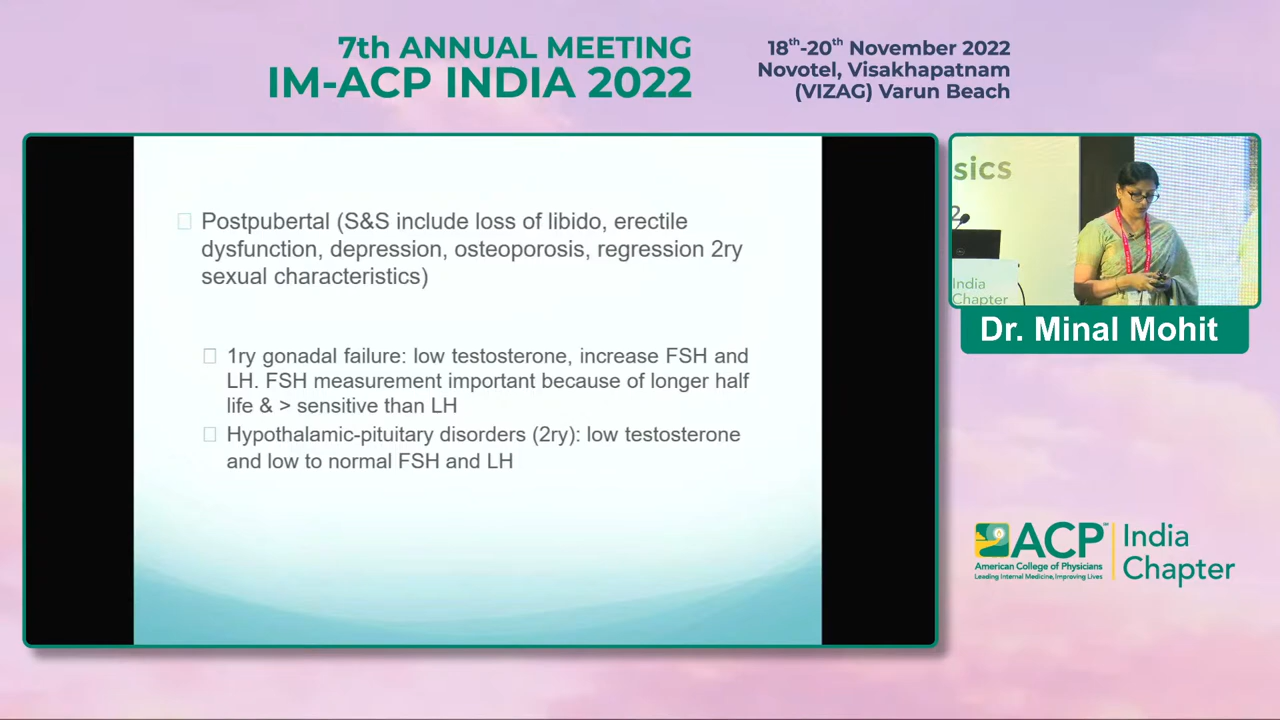 7th ANNUAL MEETING
IM-ACP INDIA 2022
18th-20th November 2022
Novotel, Visakhapatnam
(VIZAG) Varun Beach
Postpubertal (S&S include loss of libido, erectile
dysfunction, depression, osteoporosis, regression 2ry
sexual characteristics)
1ry gonadal failure: low testosterone, increase FSH and
LH. FSH measurement important because of longer half
life & > sensitive than LH
Hypothalamic-pituitary disorders (2ry): low testosterone
and low to normal FSH and LH
sics
2
India
Chapter
Dr. Minal Mohit
ACP
American College of Physicians
Leading Internal Medicine, Improving Lives
India
Chapter